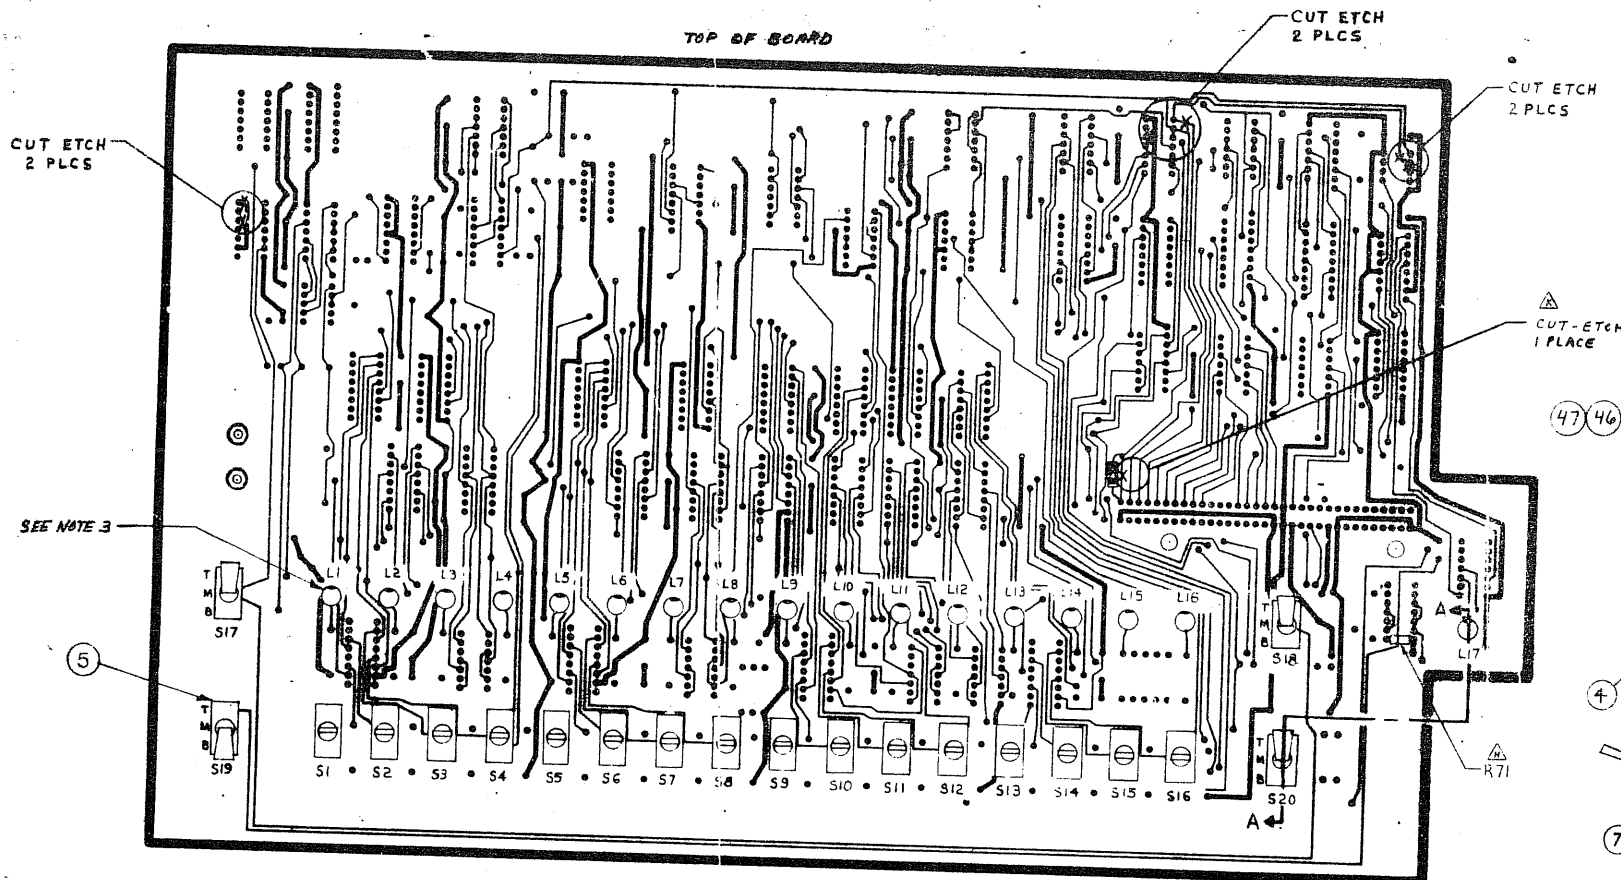 TOP OF BOARD
CUT ETCH
2 PLCS
CUT ETCH
2 PLCS
CUT ETCH
2 PLCS
CUT-ETCH
1 PLACE
47 46
SEE NOTE 3
L1 L2 L3 L4 L5 L6 L7 L8 L9 L10 L11 L12 L13 L14 L15 L16
T
M
B
S17
T
M
B
S18
A
L17
5
4
T
M
B
S19
S1 S2 S3 S4 S5 S6 S7 S8 S9 S10 S11 S12 S13 S14 S15 S16
T
M
B
S20
A
R71
7